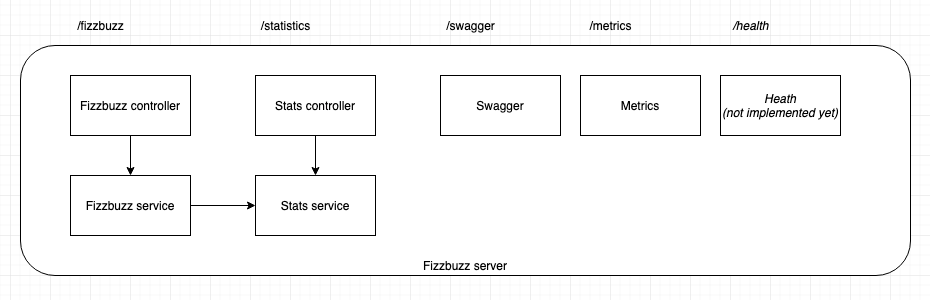 /fizzbuzz
/statistics
/swagger
/metrics
/health
Fizzbuzz controller
Stats controller
Swagger
Metrics
Heath
(not implemented yet)
Fizzbuzz service
Stats service
Fizzbuzz server